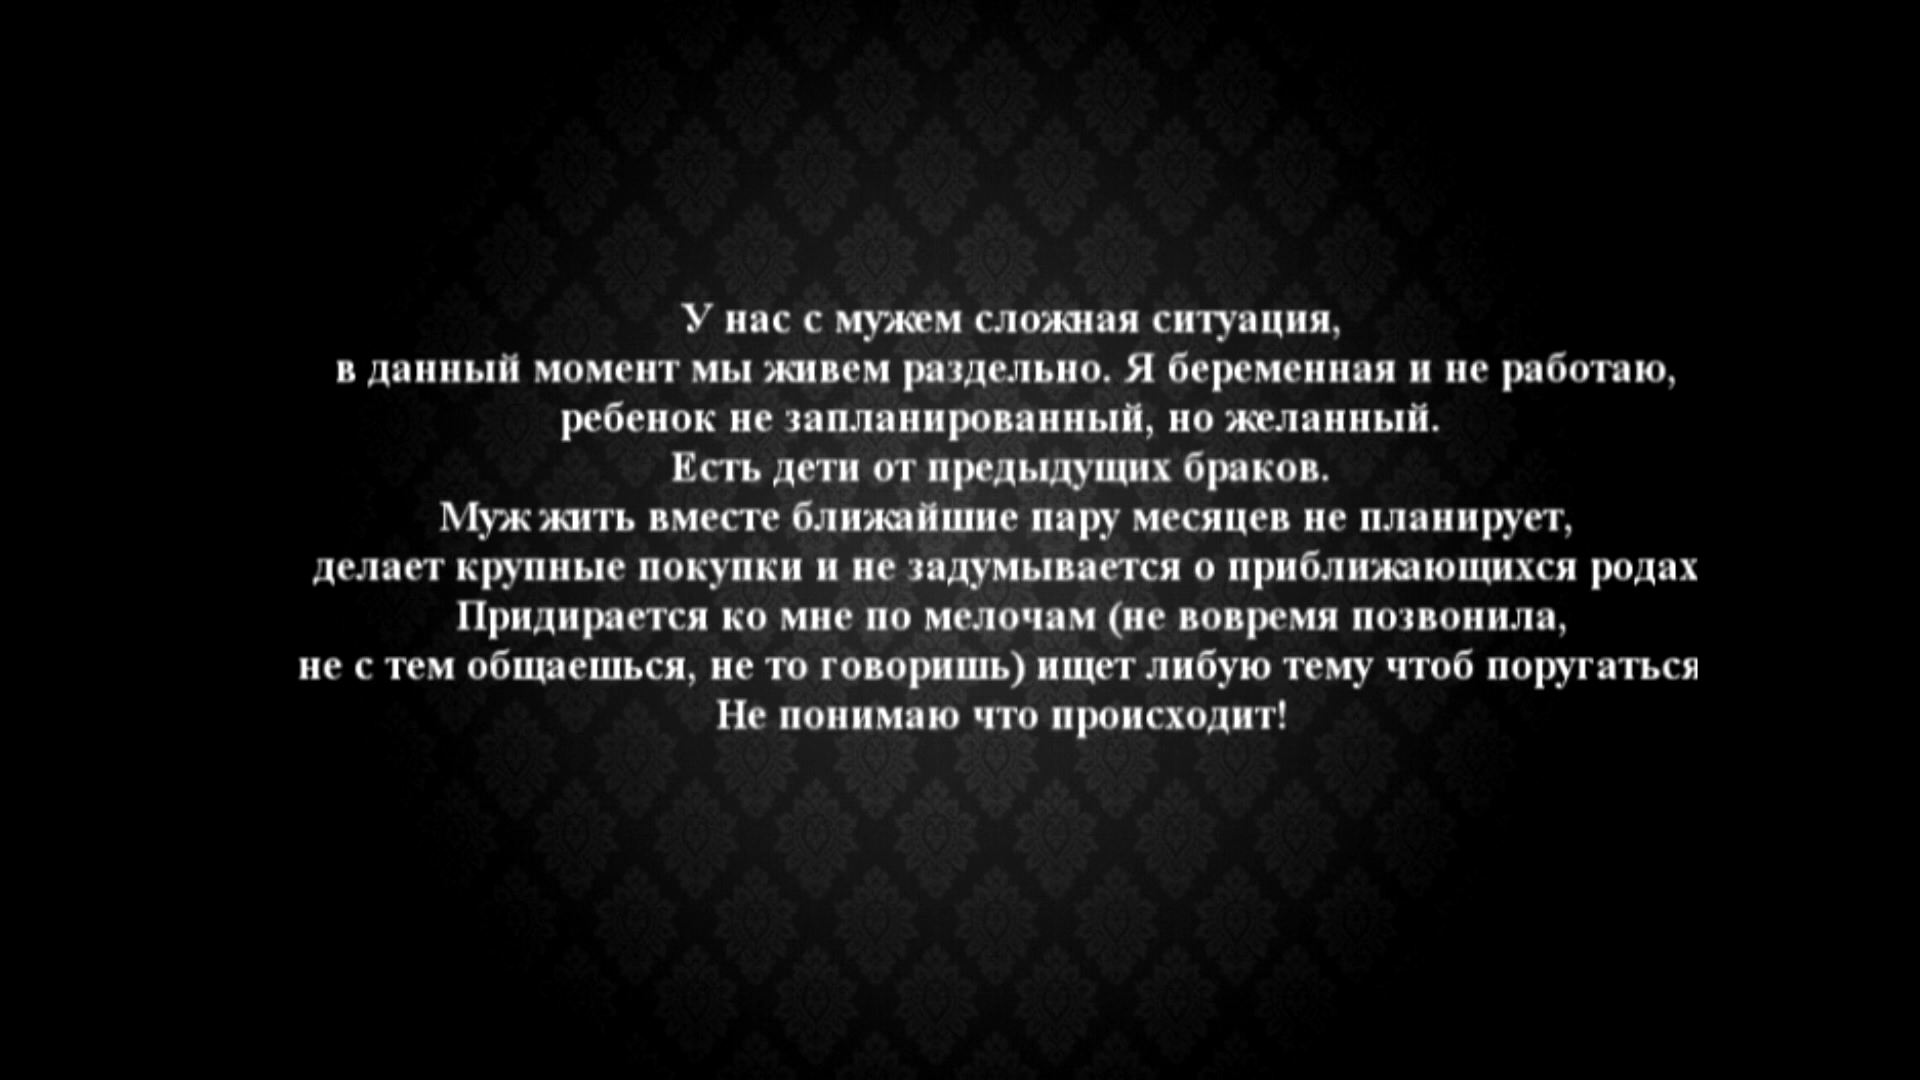 У нас с мужем сложная ситуация,
в данный момент мы живем раздельно. Я беременная и не работаю,
ребенок не запланированный, но желанный.
Есть дети от предыдущих браков.
Муж жить вместе ближайшие пару месяцев не планирует,
делает крупные покупки и не задумывается о приближающихся родах
Придирается ко мне по мелочам (не вовремя позвонила,
не с тем общаешься, не то говоришь) ищет либую тему чтоб поругаться
Не понимаю что происходит!